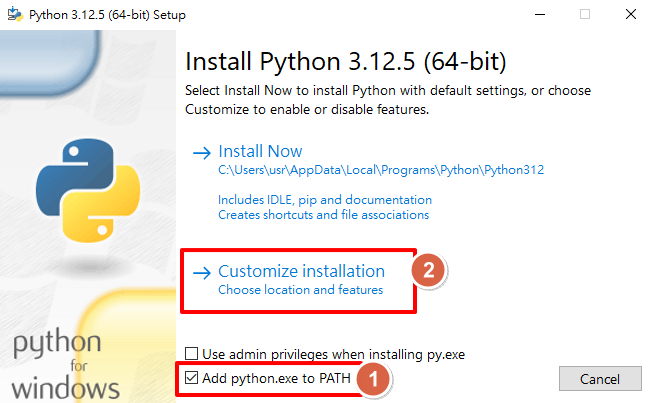 Python 3.12.5 (64-bit) Setup
Install Python 3.12.5 (64-bit)
Select Install Now to install Python with default settings, or choose
Customize to enable or disable features.
Install Now
C:\Users\usr\AppData\Local\Programs\Python\Python312
Includes IDLE, pip and documentation
Creates shortcuts and file associations
Customize installation
2
Choose location and features
Use admin privileges when installing py.exe
Add python.exe to PATH
1
Cancel
python
for
windows